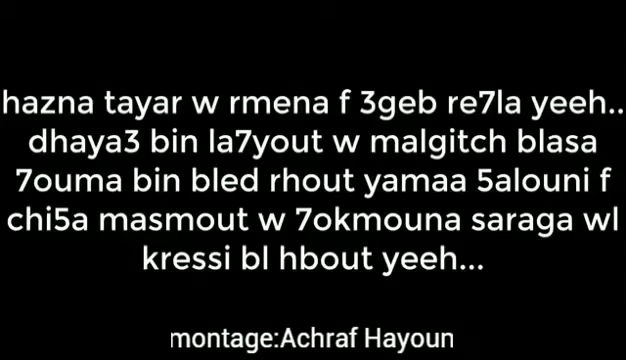 hazna tayar w rmena f 3geb re7la yeeh..
dhaya3 bin la7yout w malgitch blasa
7ouma bin bled rhout yamaa 5alouni f
chi5a masmout w 7okmouna saraga wl
kressi bl hbout yeeh...
montage:Achraf Hayoun